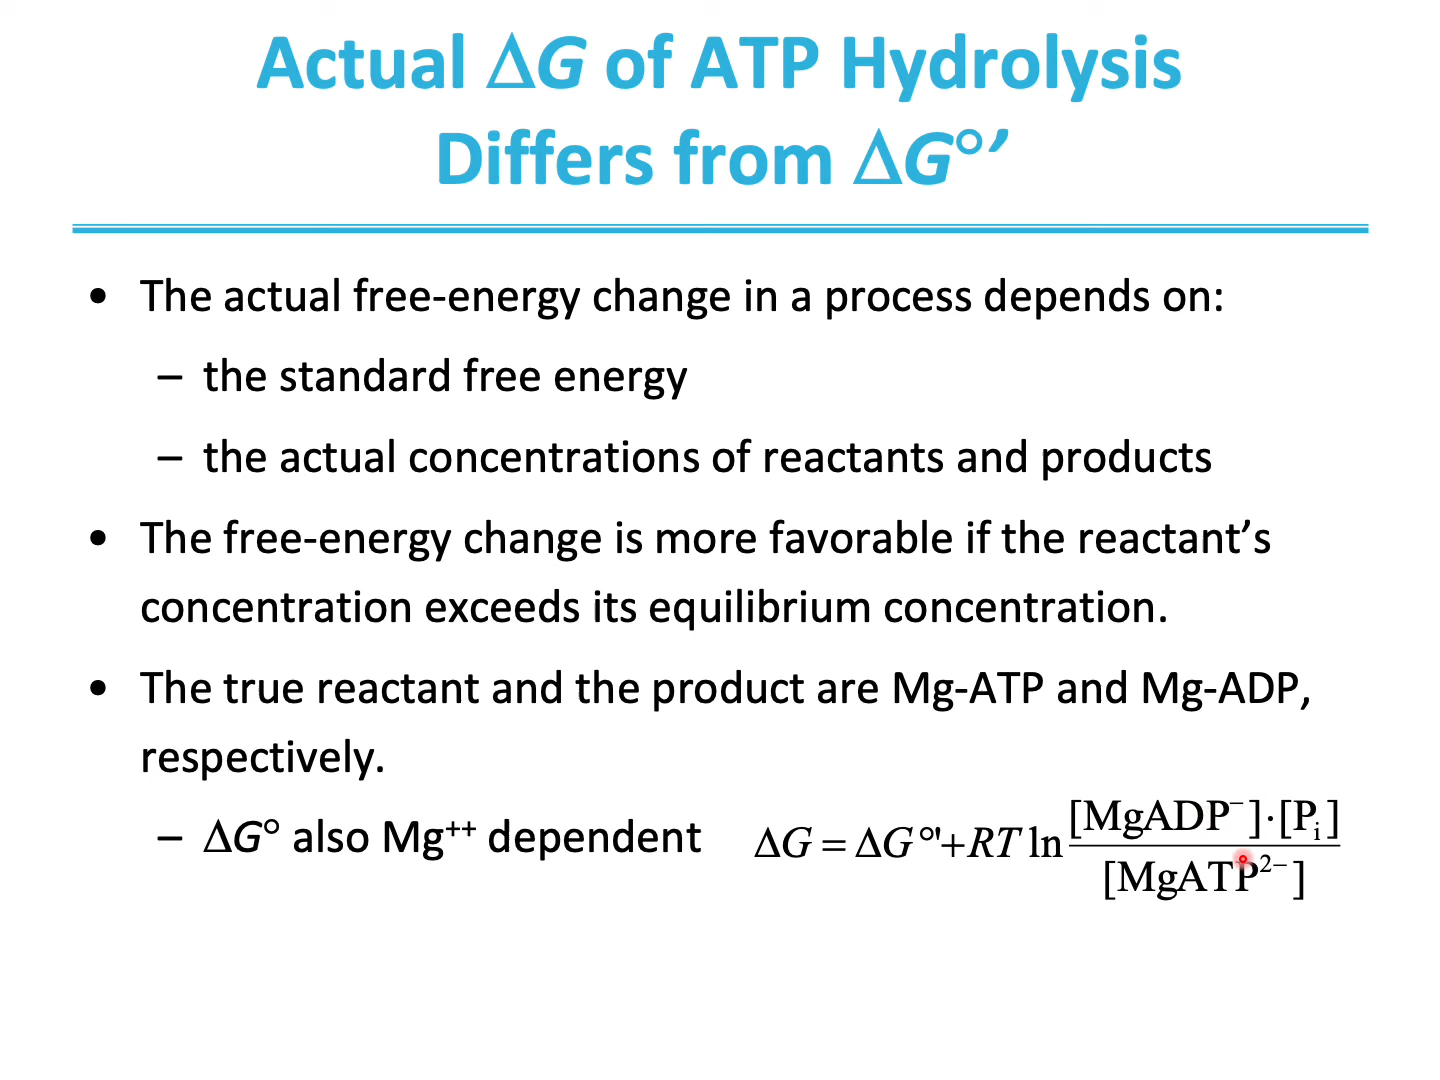 Actual ΔG of ATP Hydrolysis
Differs from ΔG°’
• The actual free-energy change in a process depends on:
– the standard free energy
– the actual concentrations of reactants and products
• The free-energy change is more favorable if the reactant’s
concentration exceeds its equilibrium concentration.
• The true reactant and the product are Mg-ATP and Mg-ADP,
respectively.
– ΔG° also Mg⁺⁺ dependent
ΔG = ΔG°'+RT ln [MgADP⁻]·[Pᵢ] / [MgATP²⁻]